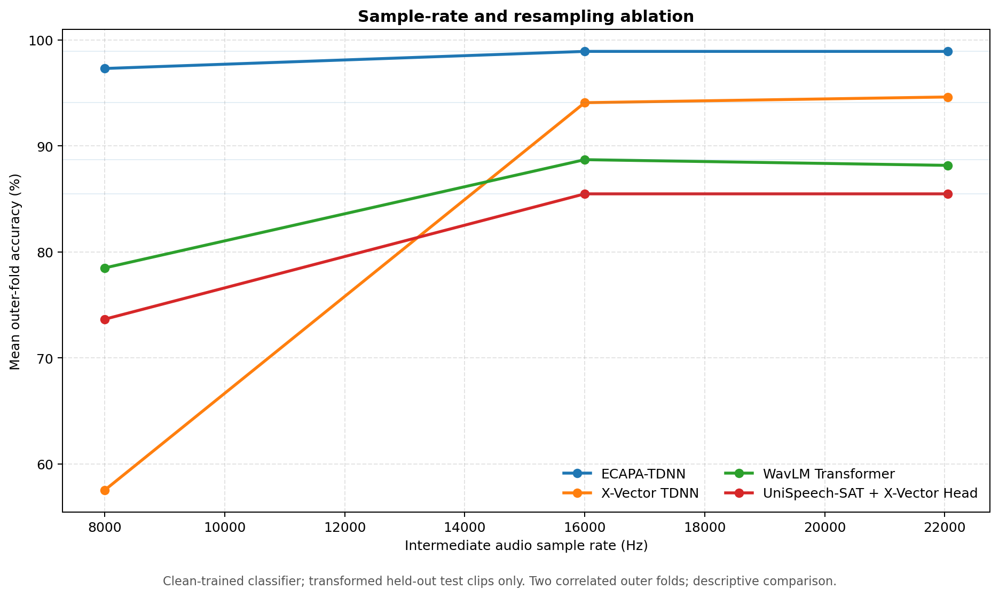 Sample-rate and resampling ablation
Mean outer-fold accuracy (%)
100
90
80
70
60
ECAPA-TDNN
X-Vector TDNN
WavLM Transformer
UniSpeech-SAT + X-Vector Head
8000 10000 12000 14000 16000 18000 20000 22000
Intermediate audio sample rate (Hz)
Clean-trained classifier; transformed held-out test clips only. Two correlated outer folds; descriptive comparison.